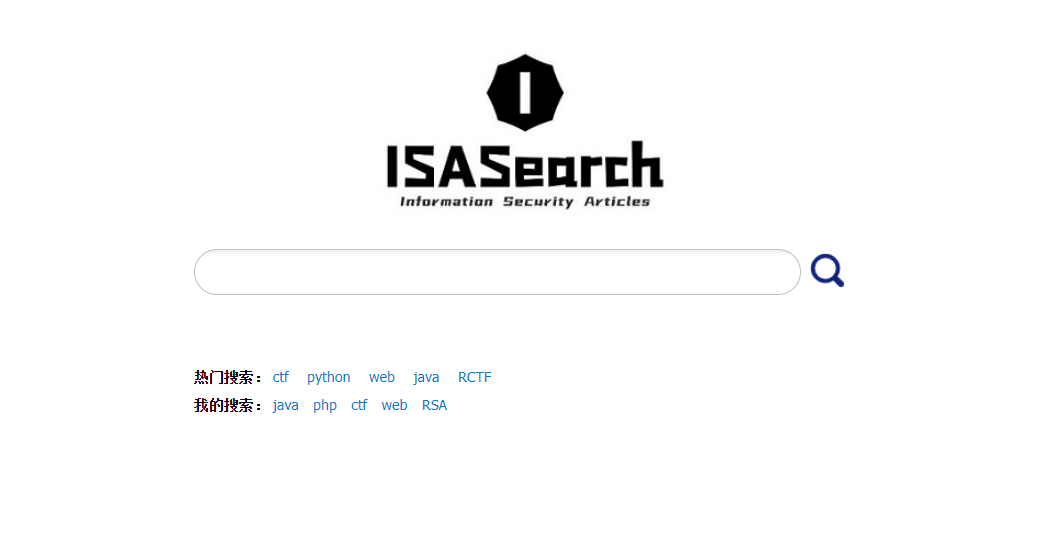 I
ISASearch
Information Security Articles
热门搜索： ctf python web java RCTF
我的搜索： java php ctf web RSA